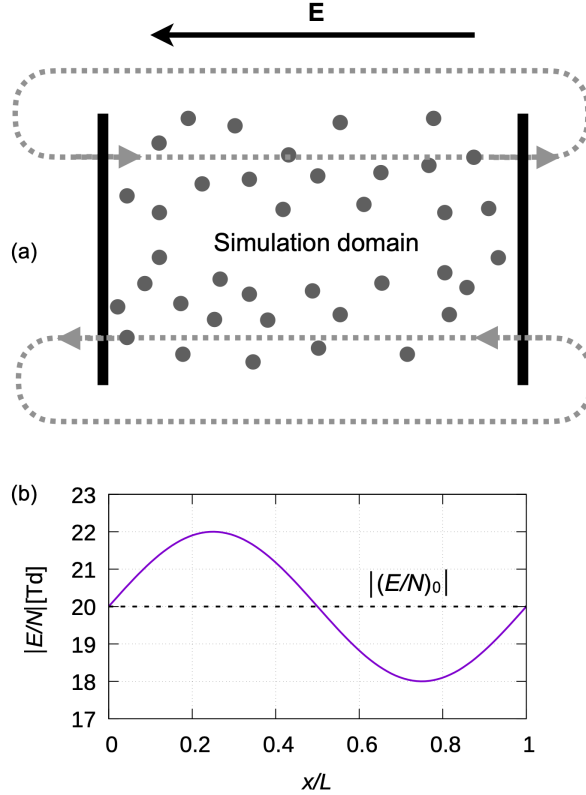 E
(a)
Simulation domain
(b)
23
22
21
20
19
18
17
|E/N| [Td]
|(E/N)₀|
0
0.2
0.4
0.6
0.8
1
x/L